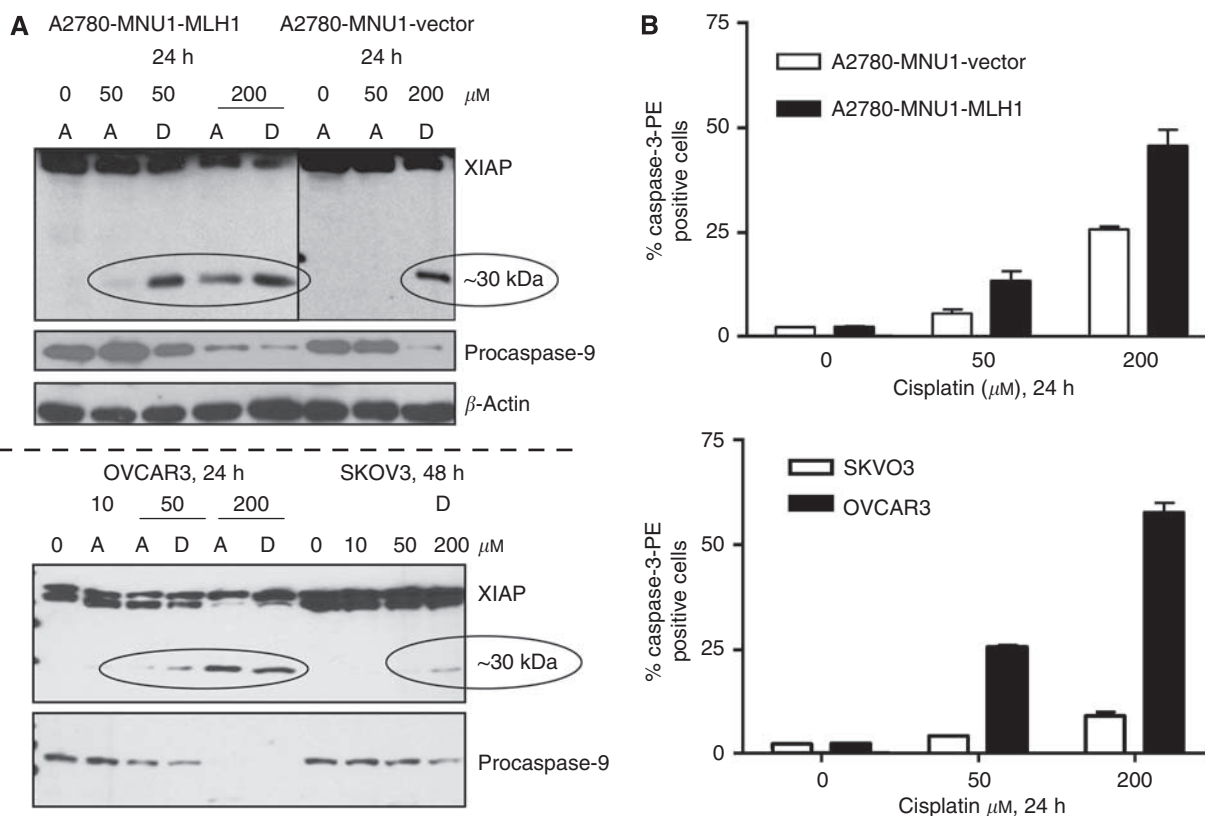 A
A2780-MNU1-MLH1 A2780-MNU1-vector
24 h 24 h
0 50 50 200 0 50 200 μM
A A D A D A A D
XIAP
~30 kDa
Procaspase-9
β-Actin
OVCAR3, 24 h SKOV3, 48 h
10 50 200 D
0 A A D A D 0 10 50 200 μM
XIAP
~30 kDa
Procaspase-9
B
75
50
25
0
% caspase-3-PE
positive cells
A2780-MNU1-vector
A2780-MNU1-MLH1
0 50 200
Cisplatin (μM), 24 h
75
50
25
0
% caspase-3-PE
positive cells
SKVO3
OVCAR3
0 50 200
Cisplatin μM, 24 h